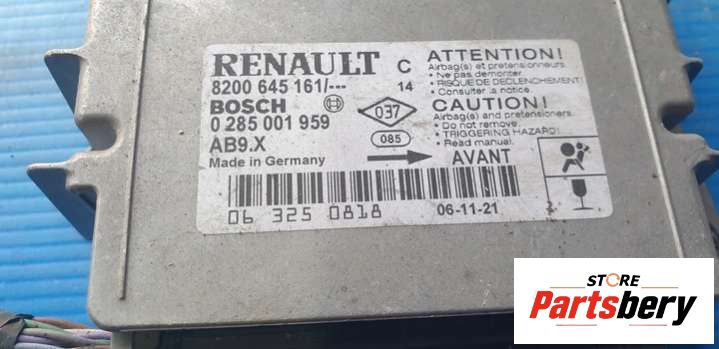 RENAULT C
8200 645 161/--- 14
BOSCH
0 285 001 959
AB9.X
Made in Germany
037
085
AVANT
06 325 0818
06-11-21
ATTENTION!
Airbag(s) et pretensionneurs
• Ne pas demonter.
• RISQUE DE DECLENCHEMENT!
• Consulter la notice.
CAUTION!
Airbag(s) and pretensioners.
• Do not remove.
• TRIGGERING HAZARD!
• Read manual.
STORE
Partsbery